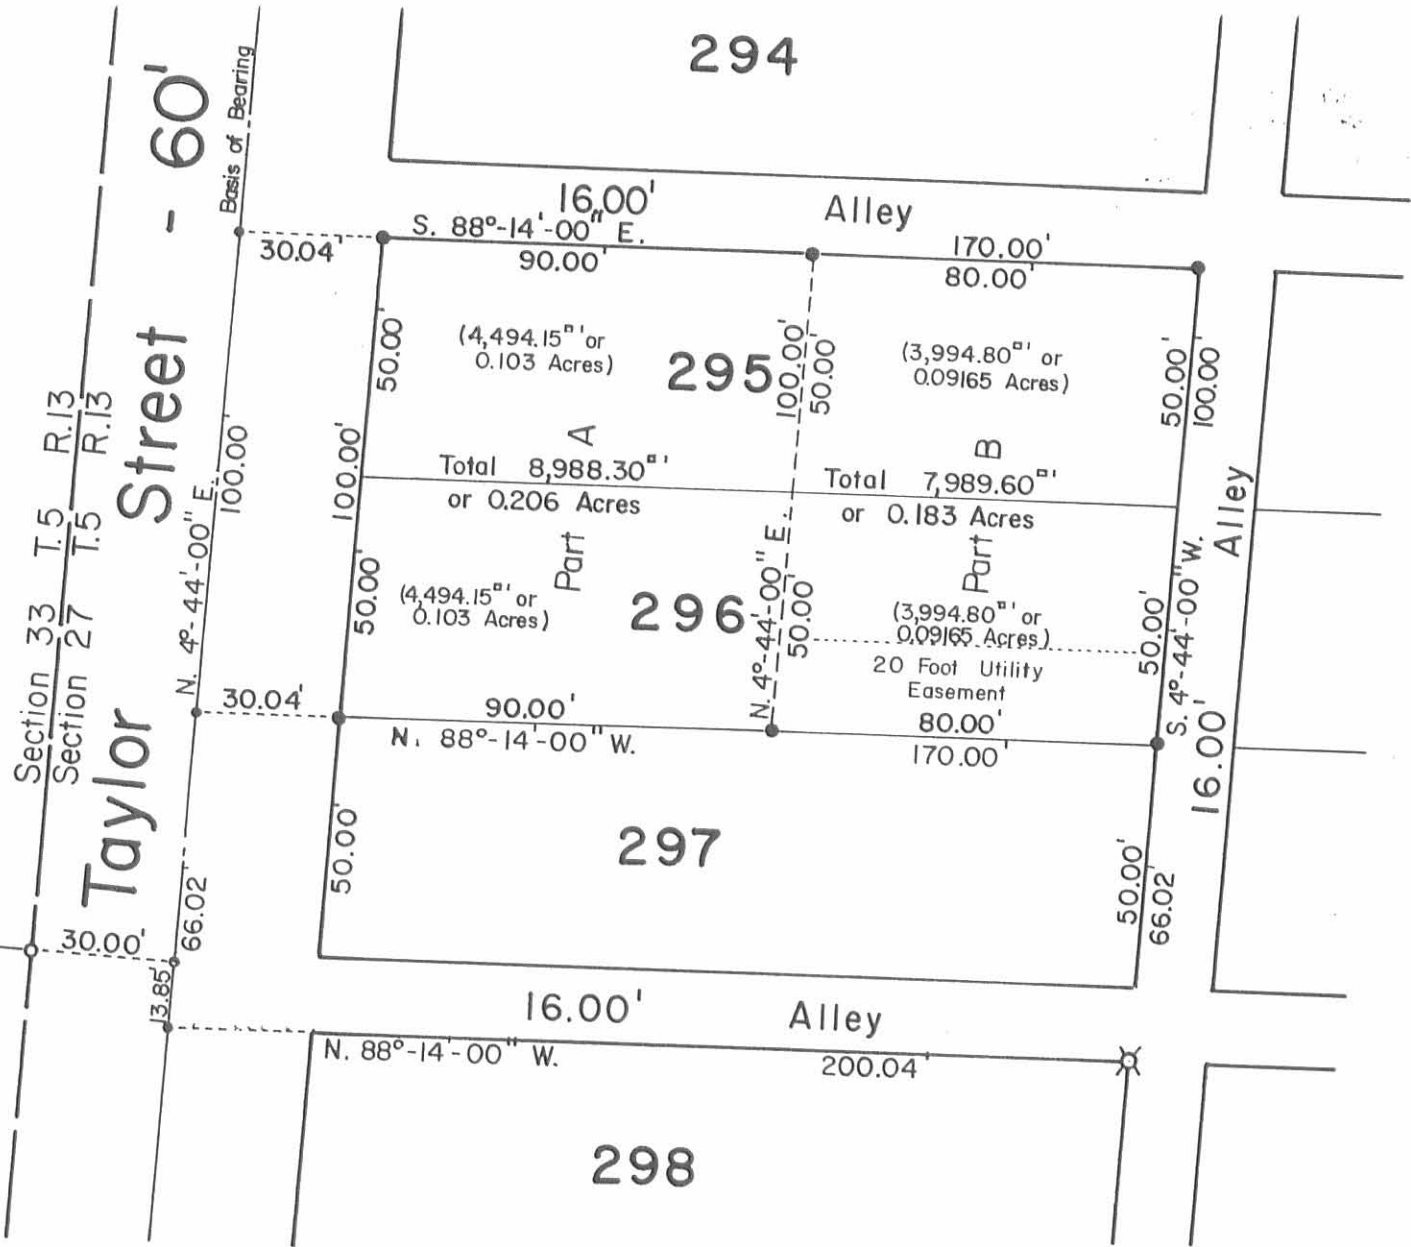 294
Taylor Street - 60'
Basis of Bearing
16.00' Alley
S. 88°-14'-00" E.
30.04'
90.00'
170.00'
80.00'
50.00'
(4,494.15□' or
0.103 Acres)
295
100.00'
50.00'
(3,994.80□' or
0.09165 Acres)
50.00'
100.00'
Section 33 T.5 R.13
Section 27 T.5 R.13
N. 4°-44'-00" E.
100.00'
100.00'
Part A
Total 8,988.30□'
or 0.206 Acres
Part B
Total 7,989.60□'
or 0.183 Acres
Alley
50.00'
(4,494.15□' or
0.103 Acres)
296
N. 4°-44'-00" E.
50.00'
(3,994.80□' or
0.09165 Acres)
20 Foot Utility
Easement
50.00'
S. 4°-44'-00" W.
16.00'
30.04'
90.00'
N. 88°-14'-00" W.
80.00'
170.00'
50.00'
297
50.00'
66.02'
66.02'
30.00'
13.85'
16.00' Alley
N. 88°-14'-00" W.
200.04'
298